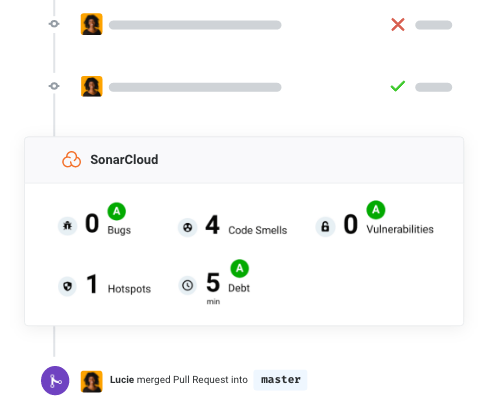 SonarCloud
0 A Bugs
4 Code Smells
0 A Vulnerabilities
1 Hotspots
5 min A Debt
Lucie merged Pull Request into master